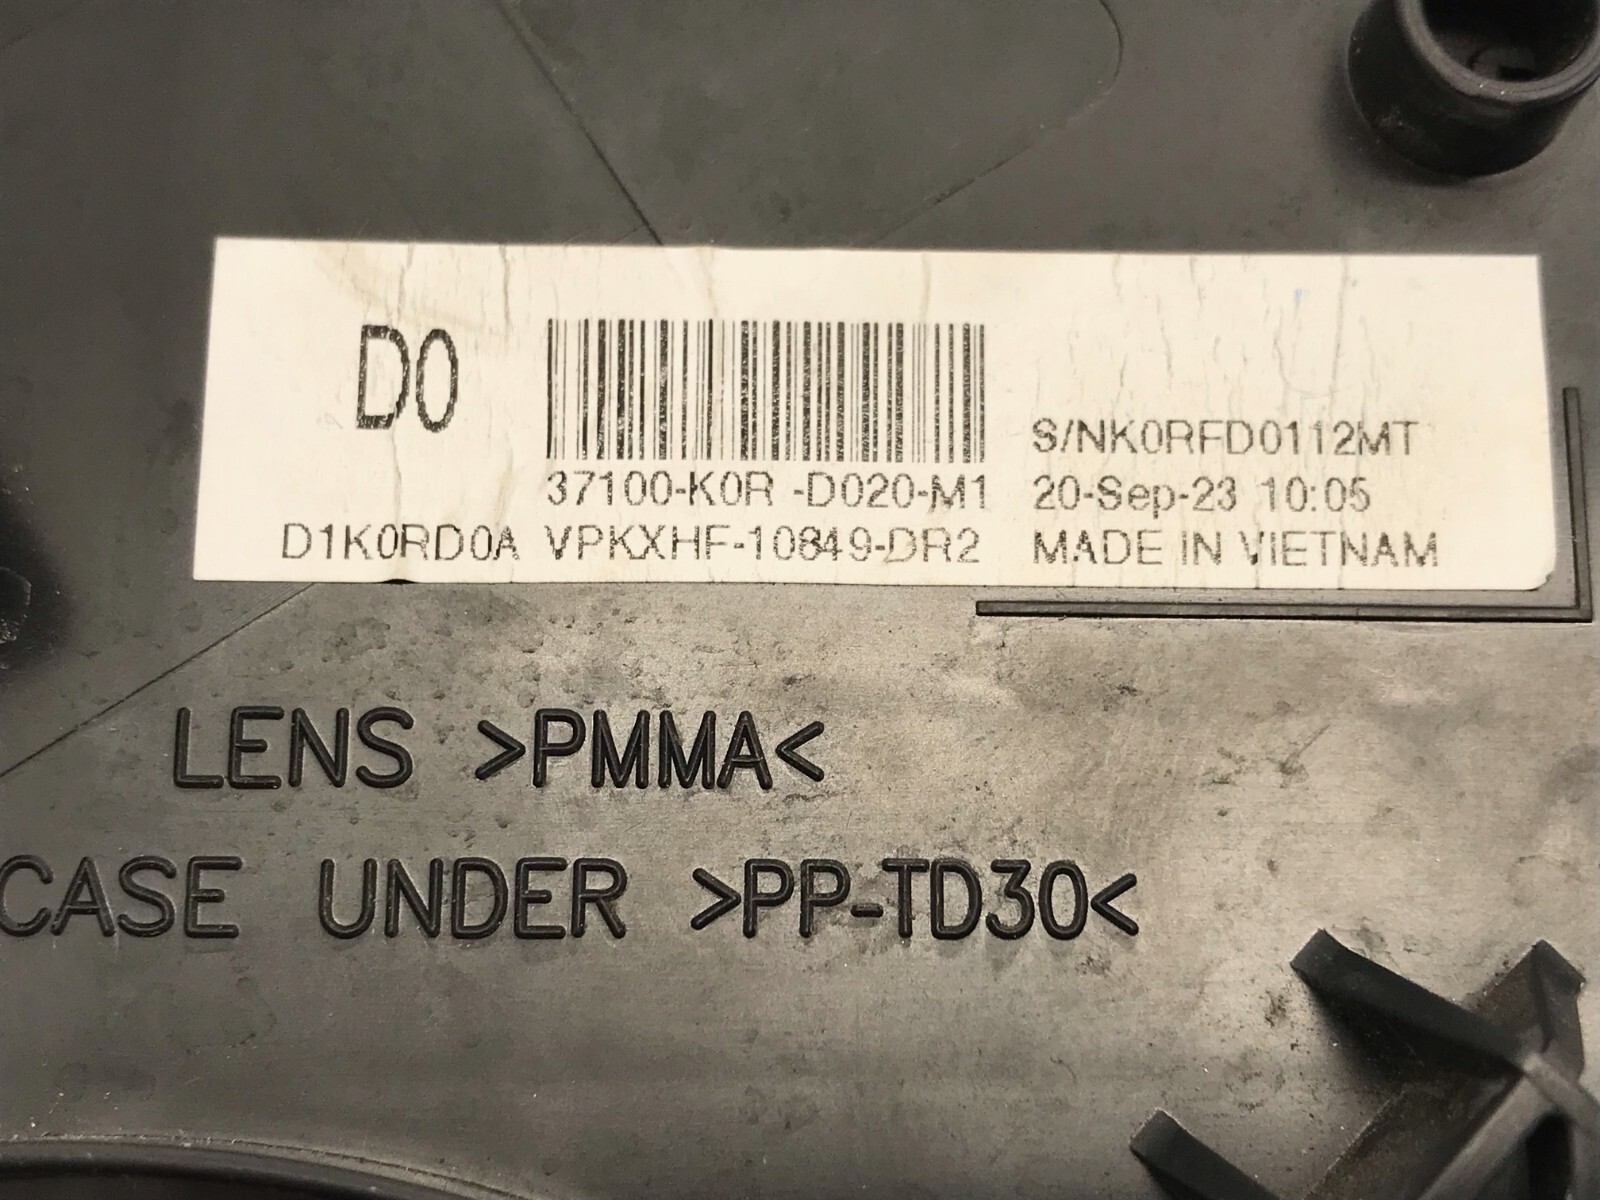 D0
37100-K0R -D020-M1
D1K0RD0A VPKXHF-10849-DR2
S/NK0RFD0112MT
20-Sep-23 10:05
MADE IN VIETNAM
LENS >PMMA<
CASE UNDER >PP-TD30<